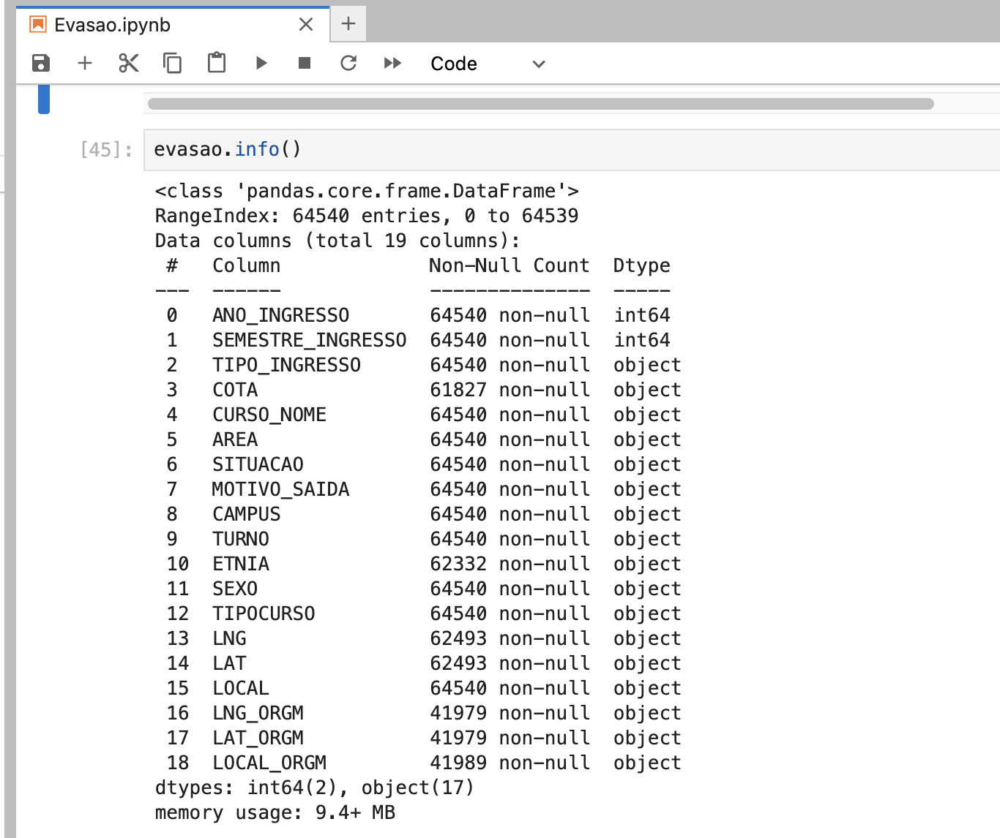 Evasao.ipynb
Code
[45]: evasao.info()
<class 'pandas.core.frame.DataFrame'>
RangeIndex: 64540 entries, 0 to 64539
Data columns (total 19 columns):
 #   Column             Non-Null Count  Dtype
---  ------             --------------  -----
 0   ANO_INGRESSO       64540 non-null  int64
 1   SEMESTRE_INGRESSO  64540 non-null  int64
 2   TIPO_INGRESSO      64540 non-null  object
 3   COTA               61827 non-null  object
 4   CURSO_NOME         64540 non-null  object
 5   AREA               64540 non-null  object
 6   SITUACAO           64540 non-null  object
 7   MOTIVO_SAIDA       64540 non-null  object
 8   CAMPUS             64540 non-null  object
 9   TURNO              64540 non-null  object
 10  ETNIA              62332 non-null  object
 11  SEXO               64540 non-null  object
 12  TIPOCURSO          64540 non-null  object
 13  LNG                62493 non-null  object
 14  LAT                62493 non-null  object
 15  LOCAL              64540 non-null  object
 16  LNG_ORGM           41979 non-null  object
 17  LAT_ORGM           41979 non-null  object
 18  LOCAL_ORGM         41989 non-null  object
dtypes: int64(2), object(17)
memory usage: 9.4+ MB